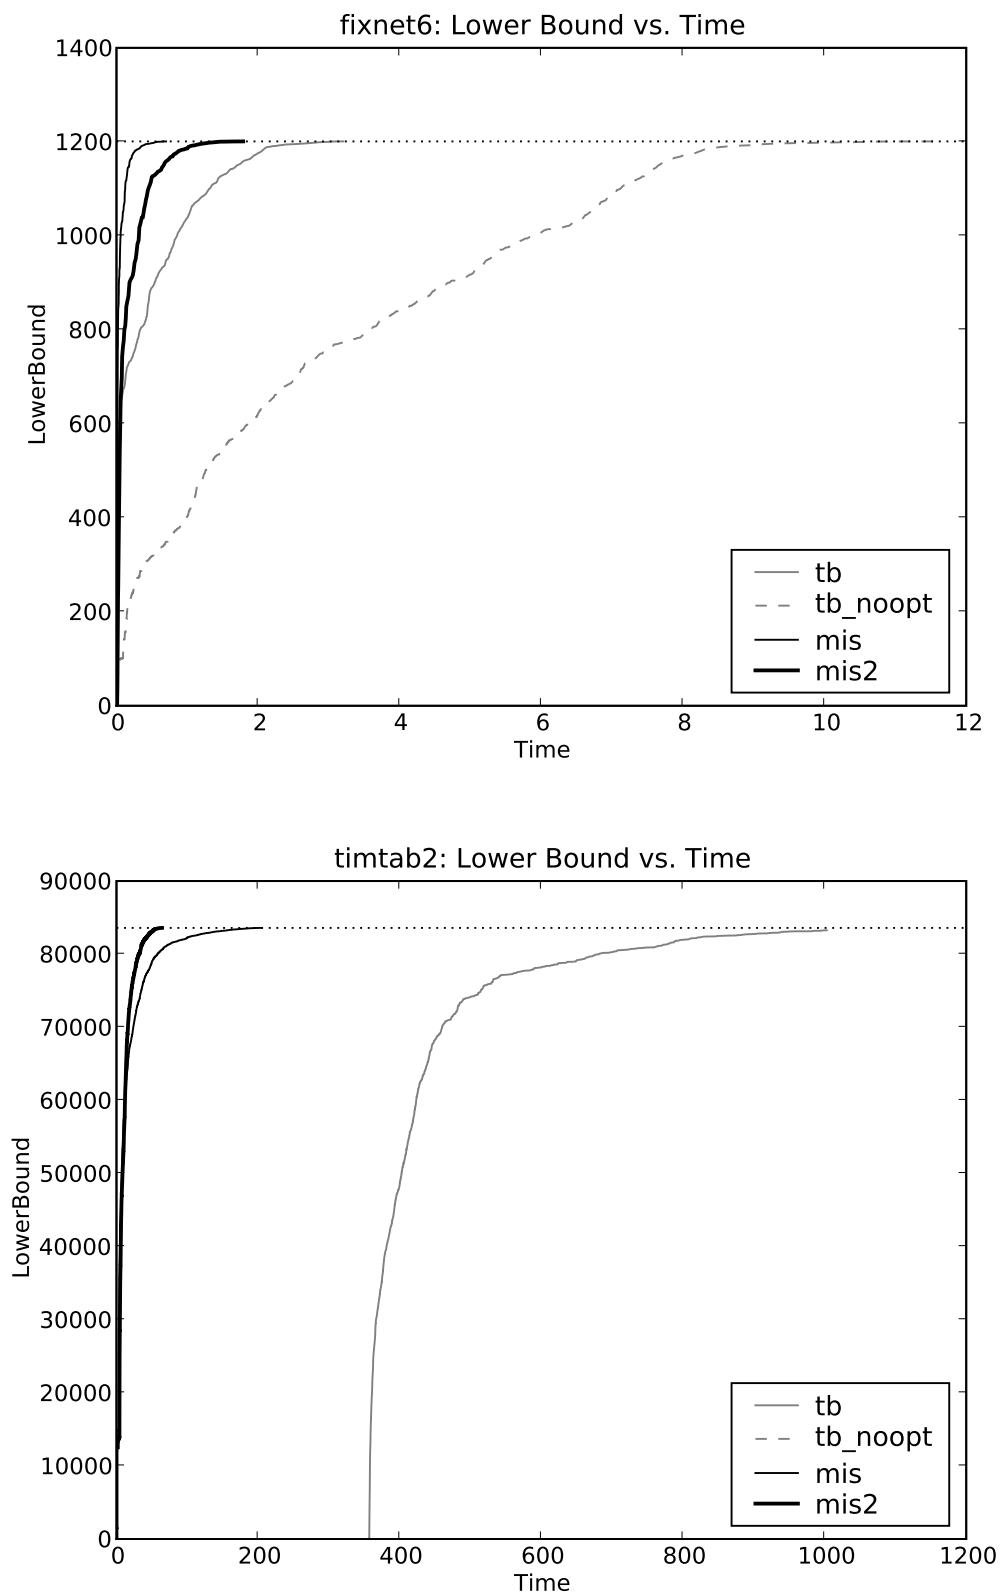 fixnet6: Lower Bound vs. Time
1400
1200
1000
800
600
400
200
0
LowerBound
tb
tb_noopt
mis
mis2
0 2 4 6 8 10 12
Time
timtab2: Lower Bound vs. Time
90000
80000
70000
60000
50000
40000
30000
20000
10000
0
LowerBound
tb
tb_noopt
mis
mis2
0 200 400 600 800 1000 1200
Time